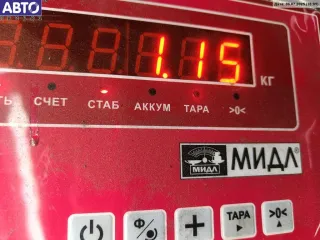 АВТО
1.15
КГ
СЧЕТ СТАБ АККУМ ТАРА >0<
МИДЛ МИДЛ
Ф ТАРА >0<